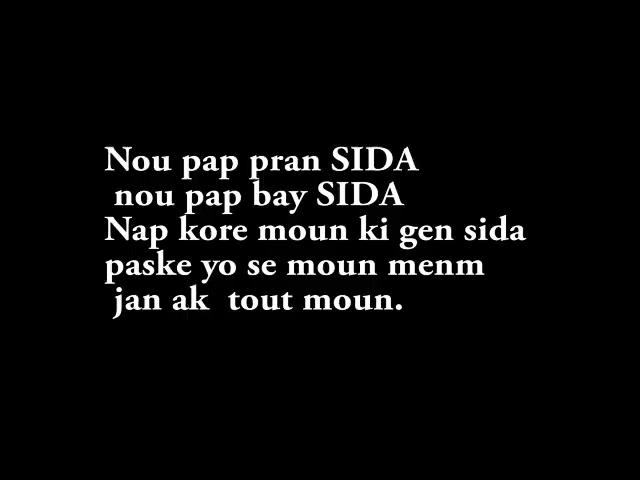 Nou pap pran SIDA
nou pap bay SIDA
Nap kore moun ki gen sida
paske yo se moun menm
jan ak tout moun.